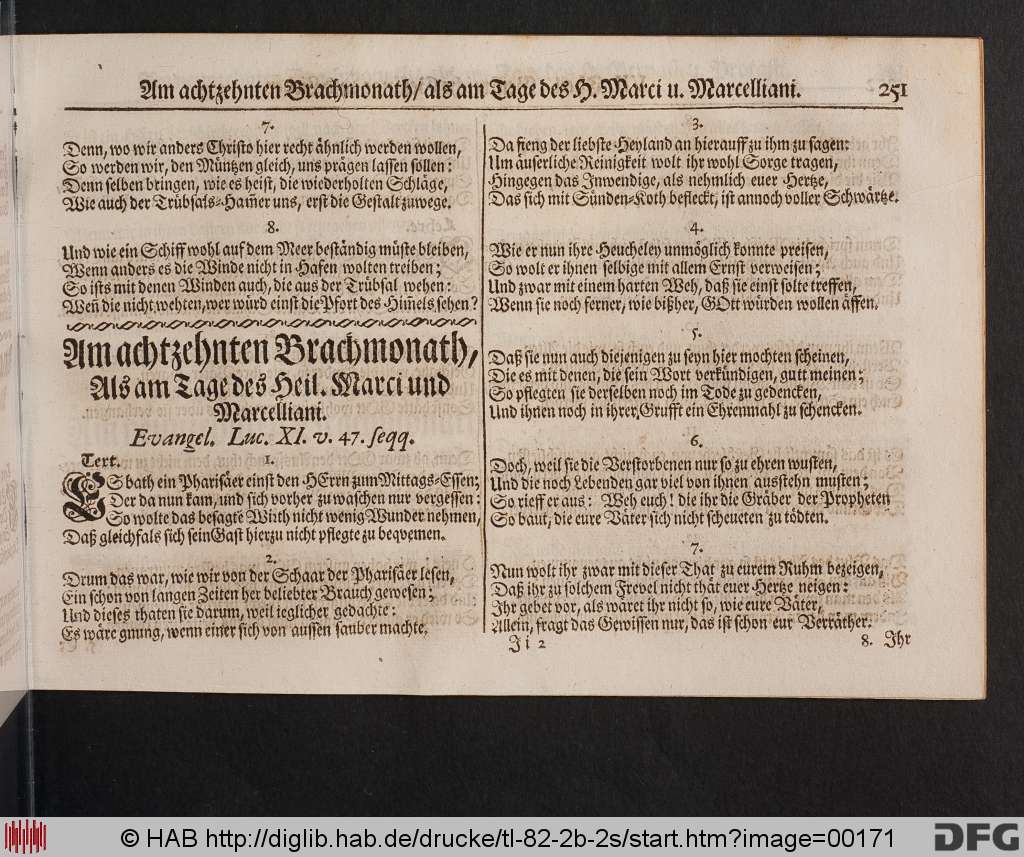 Am achtzehnten Brachmonath/ als am Tage des H. Marci u. Marcelliani. 251
7.
Denn, wo wir anders Christo hier recht ähnlich werden wollen,
So werden wir, den Müntzen gleich, uns prägen lassen sollen:
Denn selben bringen, wie es heist, die wiederholten Schläge,
Wie auch der Trübsals-Ham̄er uns, erst die Gestalt zuwege.
8.
Und wie ein Schiff wohl auf dem Meer beständig müste bleiben,
Wenn anders es die Winde nicht in Hafen wolten treiben;
So ists mit denen Winden auch, die aus der Trübsal wehen:
Weñ die nicht wehten, wer würd einst die Pfort des Him̄els sehen?
Am achtzehnten Brachmonath,
Als am Tage des Heil. Marci und
Marcelliani.
Evangel. Luc. XI. v. 47. seqq.
Text. 1.
ES bath ein Pharisäer einst den HErrn zum Mittags-Essen;
Der da nun kam, und sich vorher zu waschen nur vergessen:
So wolte das besagte Wirth nicht wenig Wunder nehmen,
Daß gleichfals sich sein Gast hierzu nicht pflegte zu beqvemen.
2.
Drum das war, wie wir von der Schaar der Pharisäer lesen,
Ein schon von langen Zeiten her beliebter Brauch gewesen;
Und dieses thaten sie darum, weil ieglicher gedachte:
Es wäre gnung, wenn einer sich von aussen sauber machte.
3.
Da fieng der liebste Heyland an hierauff zu ihm zu sagen:
Um äuserliche Reinigkeit wolt ihr wohl Sorge tragen,
Hingegen das Inwendige, als nehmlich euer Hertze,
Das sich mit Sünden-Koth befleckt, ist annoch voller Schwärtze.
4.
Wie er nun ihre Heucheley unmöglich konnte preisen,
So wolt er ihnen selbige mit allem Ernst verweisen;
Und zwar mit einem harten Weh, daß sie einst solte treffen,
Wenn sie noch ferner, wie bißher, GOtt würden wollen äffen.
5.
Daß sie nun auch diejenigen zu seyn hier mochten scheinen,
Die es mit denen, die sein Wort verkündigen, gutt meinen;
So pflegten sie derselben noch im Tode zu gedencken,
Und ihnen noch in ihrer Grufft ein Ehrenmahl zu schencken.
6.
Doch, weil sie die Verstorbenen nur so zu ehren wusten,
Und die noch Lebenden gar viel von ihnen ausstehn musten;
So rieff er aus: Weh euch! die ihr die Gräber der Propheten
So baut, die eure Väter sich nicht scheueten zu tödten.
7.
Nun wolt ihr zwar mit dieser That zu eurem Ruhm bezeigen,
Daß ihr zu solchem Frevel nicht thät euer Hertze neigen:
Ihr gebet vor, als wäret ihr nicht so, wie eure Väter,
Allein, fragt das Gewissen nur, das ist schon eur Verräther.
Ii 2 8. Ihr
© HAB http://diglib.hab.de/drucke/tl-82-2b-2s/start.htm?image=00171
DFG